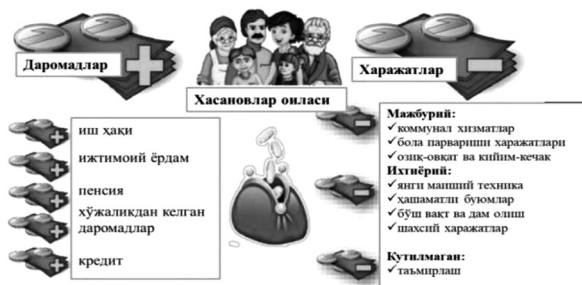 Даромадлар
Харажатлар
Хасановлар оиласи
иш ҳақи
ижтимоий ёрдам
пенсия
хўжаликдан келган
даромадлар
кредит
Мажбурий:
✓коммунал хизматлар
✓бола парвариши харажатлари
✓озиқ-овқат ва кийим-кечак
Ихтиёрий:
✓янги маиший техника
✓ҳашаматли буюмлар
✓бўш вақт ва дам олиш
✓шахсий харажатлар
Кутилмаган:
✓таъмирлаш